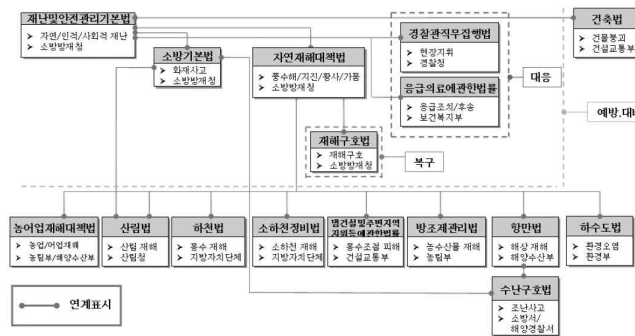 재난및안전관리기본법
자연/인적/사회적 재난
소방방재청
소방기본법
화재사고
소방방재청
자연재해대책법
풍수해/지진/황사/가뭄
소방방재청
경찰관직무집행법
현장지휘
경찰청
응급의료에관한법률
응급조치/후송
보건복지부
대응
건축법
건물붕괴
건설교통부
예방.대비
재해구호법
재해구호
소방방재청
복구
농어업재해대책법
농업/어업재해
농림부/해양수산부
산림법
산림 재해
산림청
하천법
홍수 재해
지방자치단체
소하천정비법
소하천 재해
지방자치단체
댐건설및주변지역
지원등에관한법률
홍수조절 피해
건설교통부
방조제관리법
농수산물 재해
농림부
항만법
해상 재해
해양수산부
하수도법
환경오염
환경부
수난구호법
조난사고
소방서/
해양경찰서
연계표시